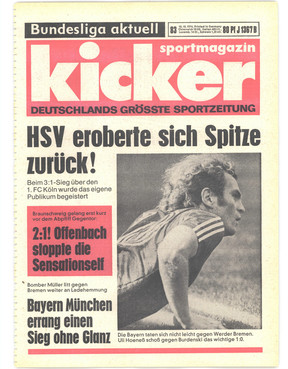 Bundesliga aktuell
83
80 Pf J 1367 B
sportmagazin
kicker
DEUTSCHLANDS GRÖSSTE SPORTZEITUNG
HSV eroberte sich Spitze
zurück!
Beim 3:1-Sieg über den
1. FC Köln wurde das eigene
Publikum begeistert
Braunschweig gelang erst kurz
vor dem Abpfiff Gegentor:
2:1! Offenbach
stoppte die
Sensationself
Bomber Müller litt gegen
Bremen weiter an Ladehemmung
Bayern München
errang einen
Sieg ohne Glanz
Die Bayern taten sich nicht leicht gegen Werder Bremen.
Uli Hoeneß schoß gegen Burdenski das wichtige 1:0.